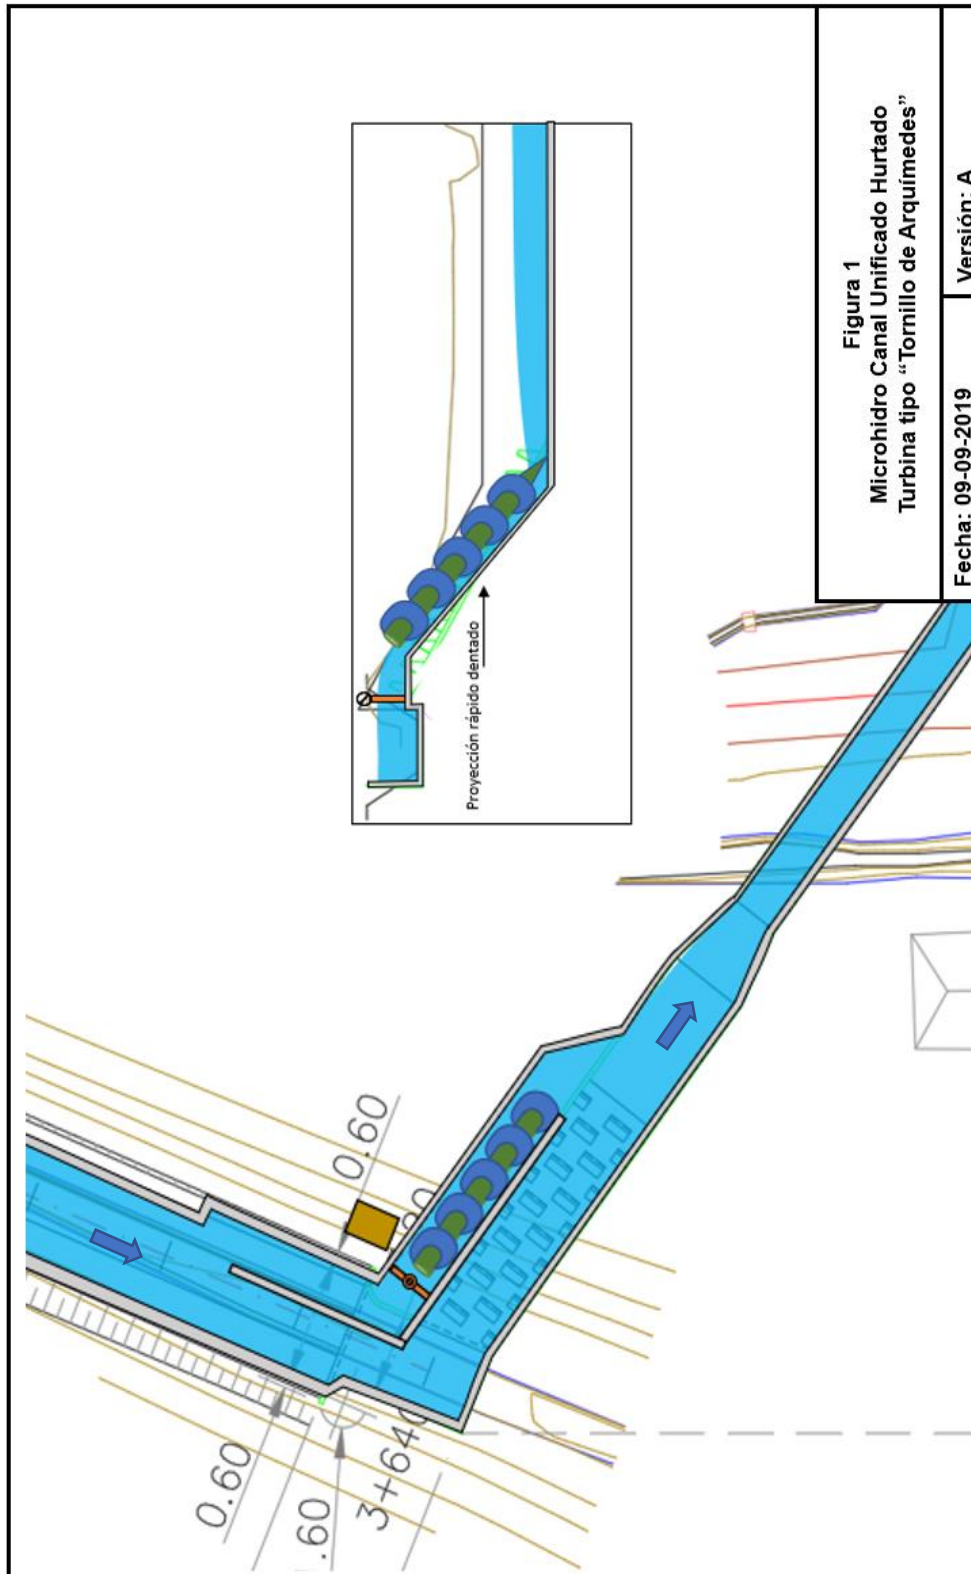 Figura 1
Microhidro Canal Unificado Hurtado
Turbina tipo “Tornillo de Arquímedes”
Fecha: 09-09-2019
Versión: A
Proyección rápido dentado
0.60
0.60
.60
3+64